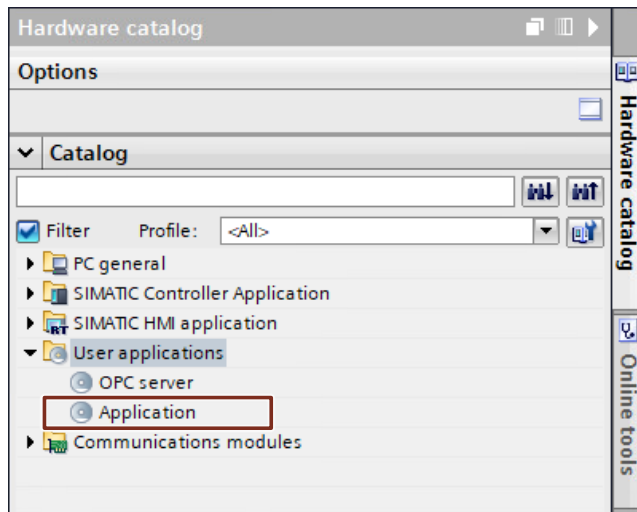 Hardware catalog
Options
Catalog
Filter Profile: <All>
PC general
SIMATIC Controller Application
RT SIMATIC HMI application
User applications
OPC server
Application
Communications modules
Hardware catalog
Online tools